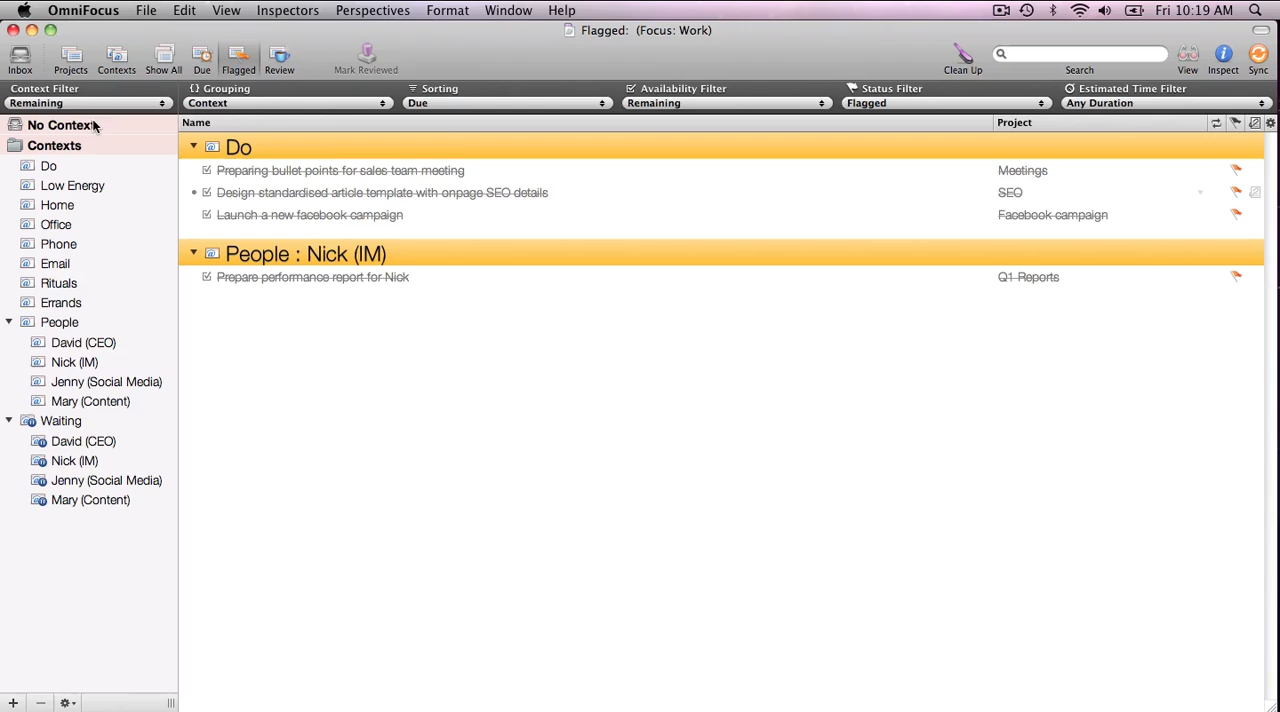 OmniFocus File Edit View Inspectors Perspectives Format Window Help Fri 10:19 AM
Flagged: (Focus: Work)
Inbox Projects Contexts Show All Due Flagged Review Mark Reviewed Clean Up Search View Inspect Sync
Context Filter Grouping Sorting Availability Filter Status Filter Estimated Time Filter
Remaining Context Due Remaining Flagged Any Duration
Name Project
No Context
Contexts
Do
Low Energy
Home
Office
Phone
Email
Rituals
Errands
People
David (CEO)
Nick (IM)
Jenny (Social Media)
Mary (Content)
Waiting
David (CEO)
Nick (IM)
Jenny (Social Media)
Mary (Content)
Do
Preparing bullet points for sales team meeting Meetings
Design standardised article template with onpage SEO details SEO
Launch a new facebook campaign Facebook campaign
People : Nick (IM)
Prepare performance report for Nick Q1 Reports